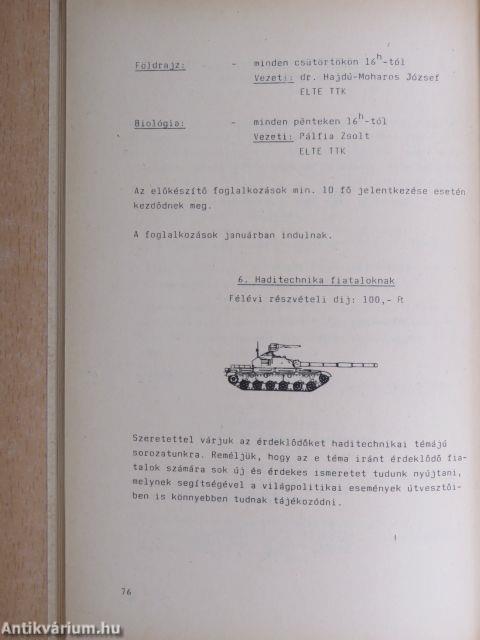 Földrajz: - minden csütörtökön 16h-tól
Vezeti: dr. Hajdú-Moharos József
ELTE TTK
Biológia: - minden pénteken 16h-tól
Vezeti: Pálfia Zsolt
ELTE TTK
Az előkészítő foglalkozások min. 10 fő jelentkezése esetén
kezdődnek meg.
A foglalkozások januárban indulnak.
6. Haditechnika fiataloknak
Félévi részvételi dij: 100,- Ft
Szeretettel várjuk az érdeklődőket haditechnikai témájú
sorozatunkra. Reméljük, hogy az e téma iránt érdeklődő fia-
talok számára sok új és érdekes ismeretet tudunk nyújtani,
melynek segítségével a világpolitikai események útvesztői-
ben is könnyebben tudnak tájékozódni.
76
Antikvárium.hu